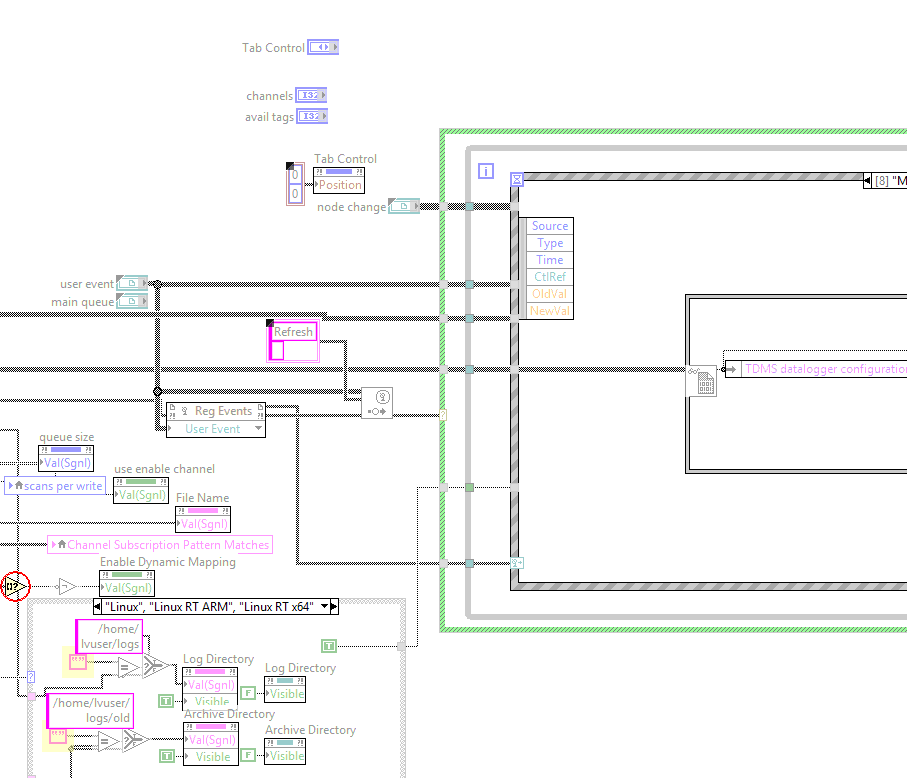 Tab Control
channels
I32
avail tags
I32
Tab Control
0
0
Position
node change
i
[8] "M
Source
Type
Time
CtlRef
OldVal
NewVal
user event
main queue
Refresh
TDMS datalogger configuration
Reg Events
User Event
queue size
Val(Sgnl)
scans per write
use enable channel
Val(Sgnl)
File Name
Val(Sgnl)
Channel Subscription Pattern Matches
Enable Dynamic Mapping
Val(Sgnl)
"Linux", "Linux RT ARM", "Linux RT x64"
/home/
lvuser/logs
T
Log Directory
Val(Sgnl)
T
Visible
F
Log Directory
Visible
/home/lvuser/
logs/old
Archive Directory
Val(Sgnl)
T
Visible
F
Archive Directory
Visible